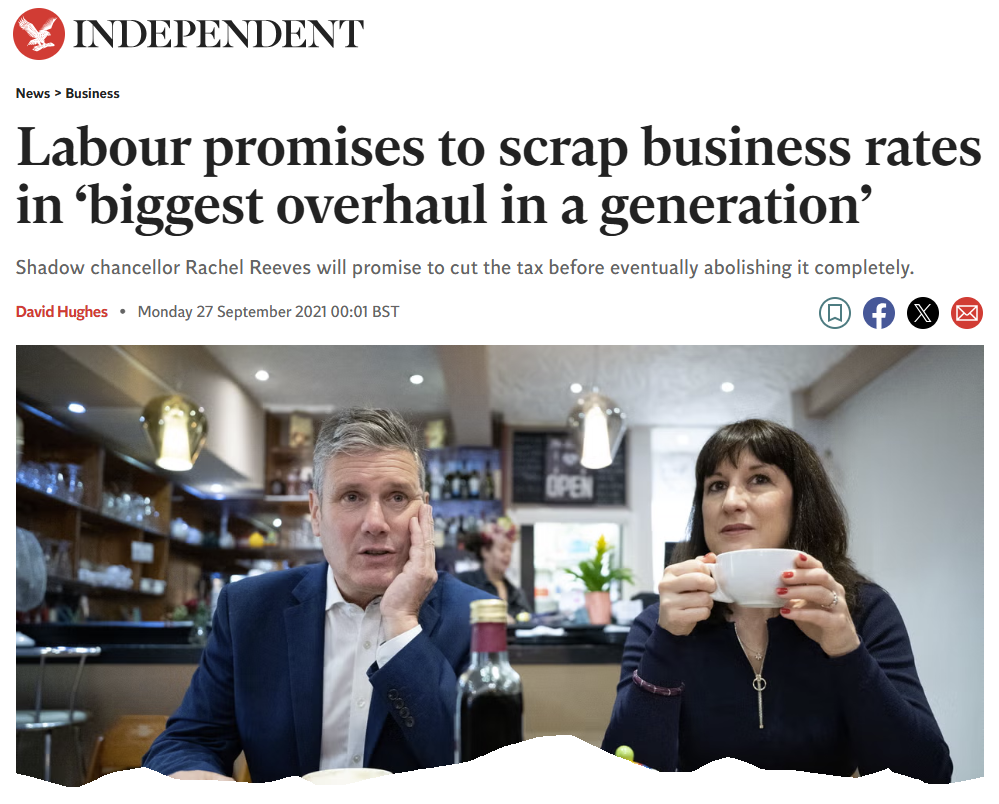 INDEPENDENT
News > Business
Labour promises to scrap business rates
in ‘biggest overhaul in a generation’
Shadow chancellor Rachel Reeves will promise to cut the tax before eventually abolishing it completely.
David Hughes • Monday 27 September 2021 00:01 BST
OPEN